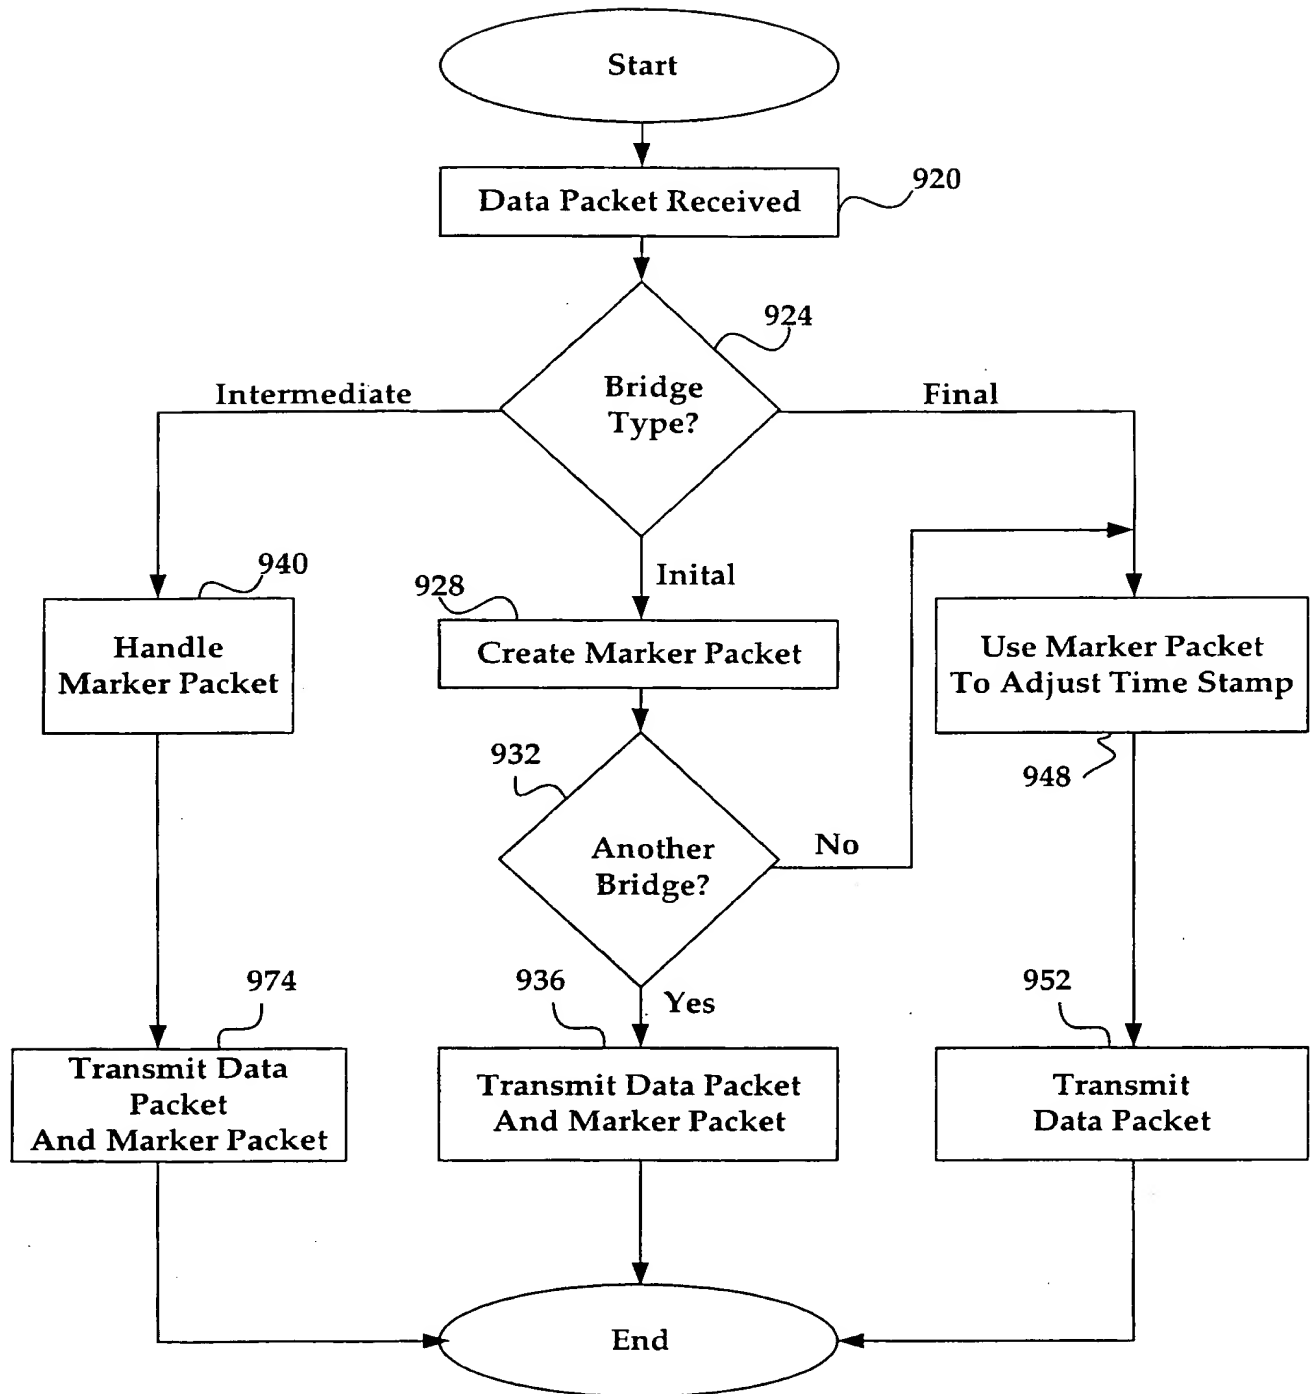 Start
Data Packet Received
920
924
Bridge
Type?
Intermediate
Final
Inital
940
Handle
Marker Packet
928
Create Marker Packet
Use Marker Packet
To Adjust Time Stamp
948
932
Another
Bridge?
No
Yes
974
Transmit Data
Packet
And Marker Packet
936
Transmit Data Packet
And Marker Packet
952
Transmit
Data Packet
End